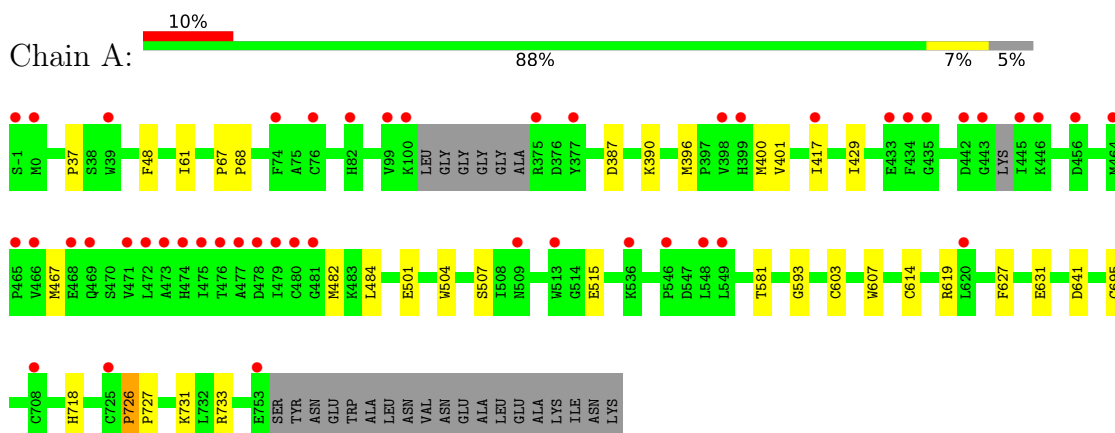 10%
Chain A:
88% 7% 5%
S-1 M0 P37 S38 W39 F48 I61 P67 P68 F74 A75 C76 H82 V99 K100 LEU GLY GLY GLY GLY ALA R375 D376 Y377 D387 K390 M396 P397 V398 H399 M400 V401 I417 I429 E433 F434 G435 D442 G443 LYS I445 K446 D456 M464
P465 V466 M467 E468 Q469 S470 V471 L472 A473 H474 I475 T476 A477 D478 I479 C480 G481 M482 K483 L484 E501 W504 S507 I508 N509 W513 G514 E515 K536 P546 D547 L548 L549 T581 G593 C603 W607 C614 R619 L620 F627 E631 D641 C695
C708 H718 C725 P726 P727 K731 L732 R733 E753 SER TYR ASN GLU TRP ALA LEU ASN VAL ASN GLU ALA LEU GLU ALA LYS ILE ASN LYS